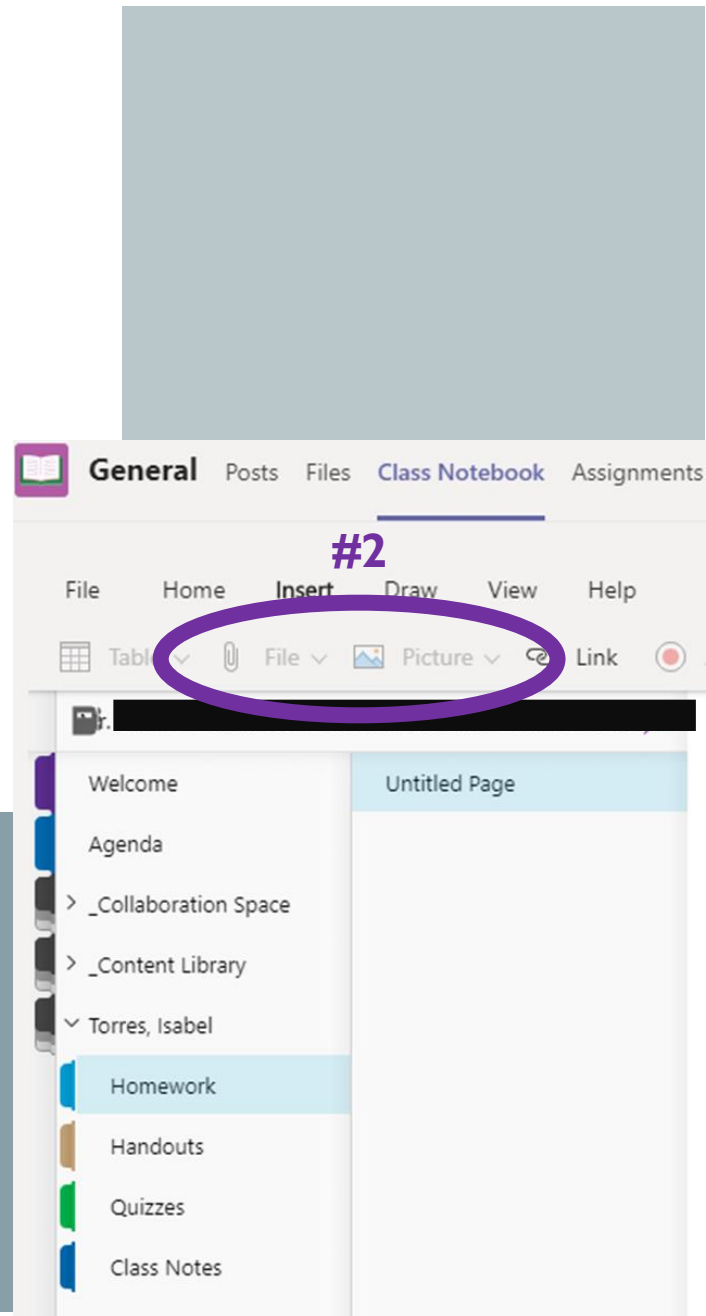 General Posts Files Class Notebook Assignments
#2
File Home Insert Draw View Help
Table File Picture Link
Welcome
Untitled Page
Agenda
_Collaboration Space
_Content Library
Torres, Isabel
Homework
Handouts
Quizzes
Class Notes